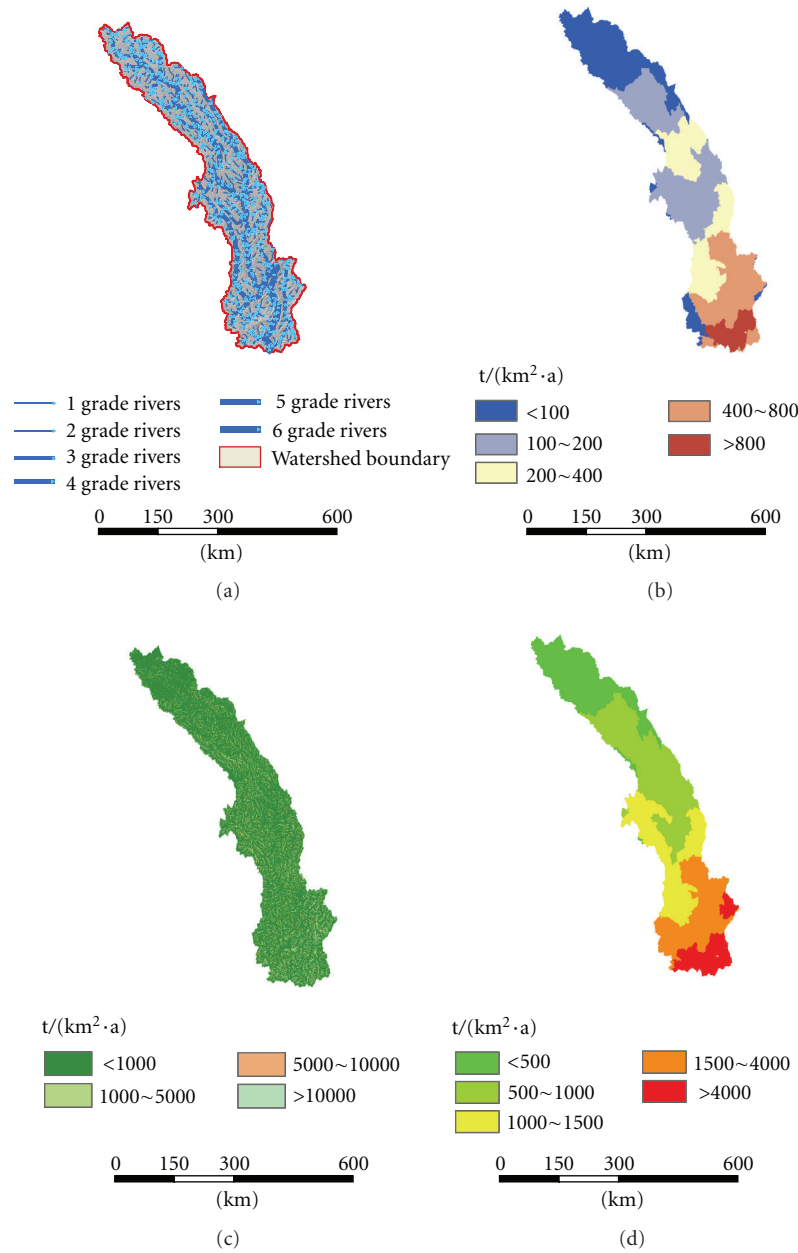 1 grade rivers
2 grade rivers
3 grade rivers
4 grade rivers
5 grade rivers
6 grade rivers
Watershed boundary
0 150 300 600
(km)
(a)
t/(km²·a)
<100
100~200
200~400
400~800
>800
0 150 300 600
(km)
(b)
t/(km²·a)
<1000
1000~5000
5000~10000
>10000
0 150 300 600
(km)
(c)
t/(km²·a)
<500
500~1000
1000~1500
1500~4000
>4000
0 150 300 600
(km)
(d)